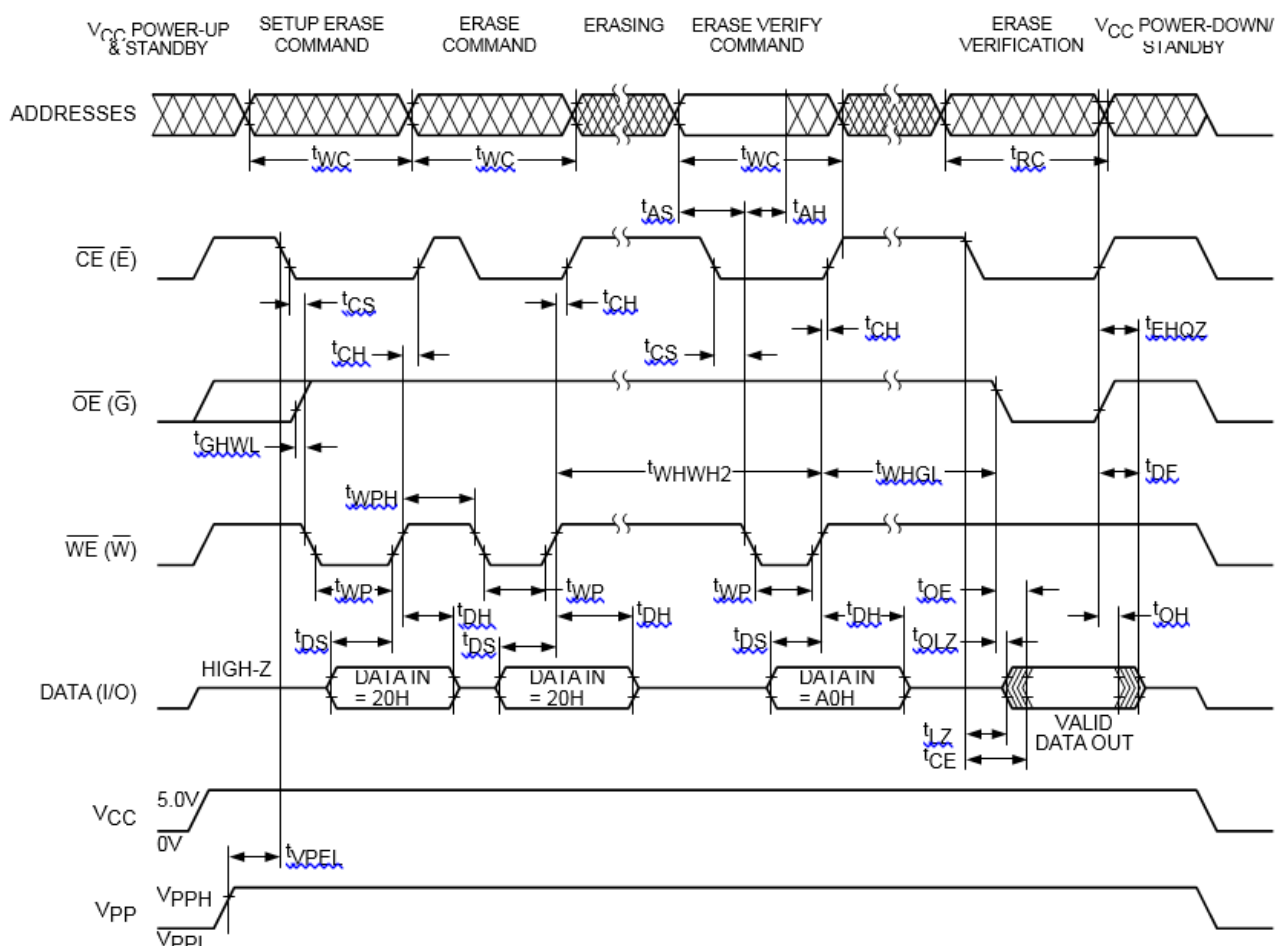 VCC POWER-UP & STANDBY
SETUP ERASE COMMAND
ERASE COMMAND
ERASING
ERASE VERIFY COMMAND
ERASE VERIFICATION
VCC POWER-DOWN/ STANDBY
ADDRESSES
tWC
tWC
tWC
tRC
tAS
tAH
CE (E)
tCS
tCH
tCH
tCS
tCH
tEHQZ
OE (G)
tGHWL
tWHWH2
tWHGL
tDF
tWPH
WE (W)
tWP
tWP
tWP
tOE
tDH
tDH
tDH
tOH
tDS
tDS
tDS
tOLZ
HIGH-Z
DATA (I/O)
DATA IN
= 20H
DATA IN
= 20H
DATA IN
= A0H
VALID
DATA OUT
tLZ
tCE
VCC
5.0V
0V
tVPEL
VPP
VPPH
VPPL